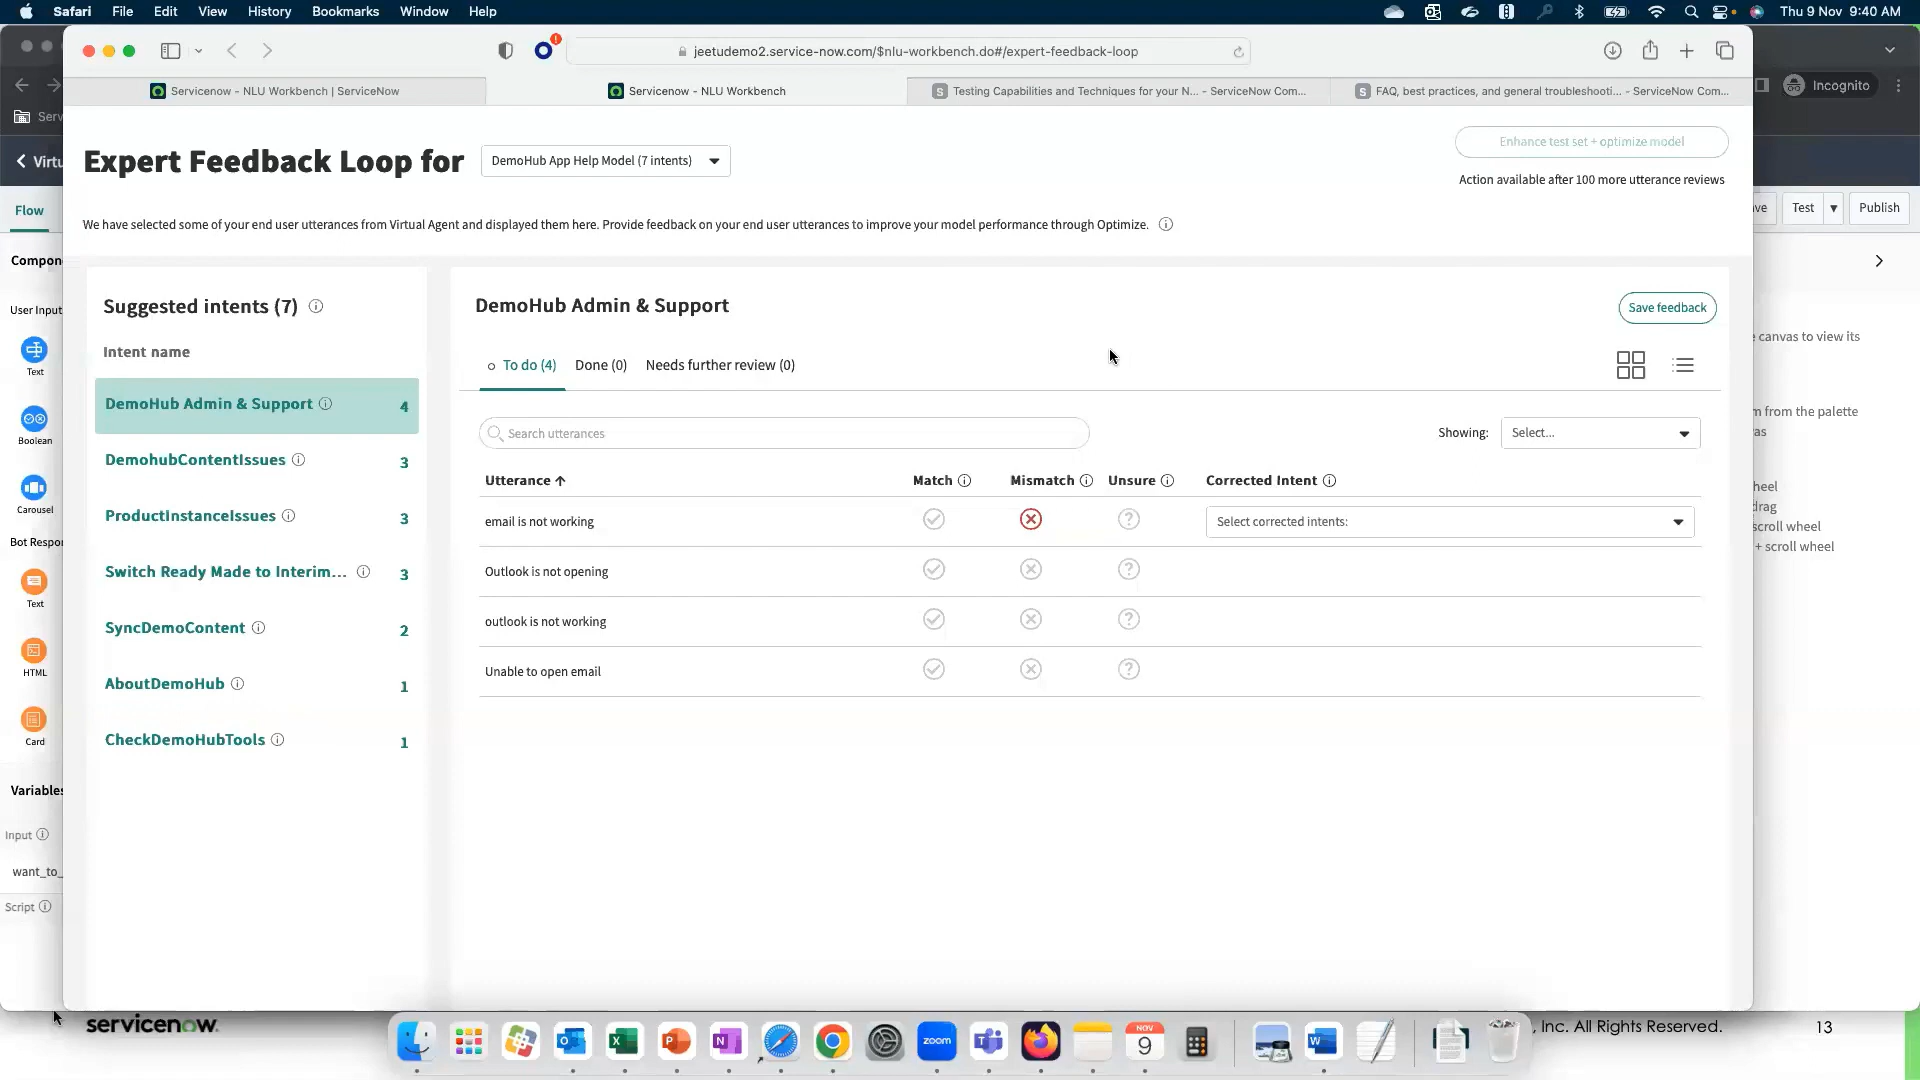 Safari File Edit View History Bookmarks Window Help
Thu 9 Nov 9:40 AM
jeetudemo2.service-now.com/$nlu-workbench.do#/expert-feedback-loop
Servicenow - NLU Workbench | ServiceNow
Servicenow - NLU Workbench
Testing Capabilities and Techniques for your N... - ServiceNow Com...
FAQ, best practices, and general troubleshooti... - ServiceNow Com...
Incognito
Serv
Virtu
Flow
Test
Publish
Compon
User Input
Text
Boolean
Carousel
Bot Respon
Text
HTML
Card
Variables
Input
want_to_
Script
Expert Feedback Loop for
DemoHub App Help Model (7 intents)
Enhance test set + optimize model
Action available after 100 more utterance reviews
We have selected some of your end user utterances from Virtual Agent and displayed them here. Provide feedback on your end user utterances to improve your model performance through Optimize.
Suggested intents (7)
Intent name
DemoHub Admin & Support 4
DemohubContentIssues 3
ProductInstanceIssues 3
Switch Ready Made to Interim... 3
SyncDemoContent 2
AboutDemoHub 1
CheckDemoHubTools 1
DemoHub Admin & Support
Save feedback
To do (4) Done (0) Needs further review (0)
Search utterances
Showing: Select...
Utterance Match Mismatch Unsure Corrected Intent
email is not working
Select corrected intents:
Outlook is not opening
outlook is not working
Unable to open email
e canvas to view its
m from the palette
as
heel
drag
scroll wheel
+ scroll wheel
servicenow
zoom
NOV
9
, Inc. All Rights Reserved.
13